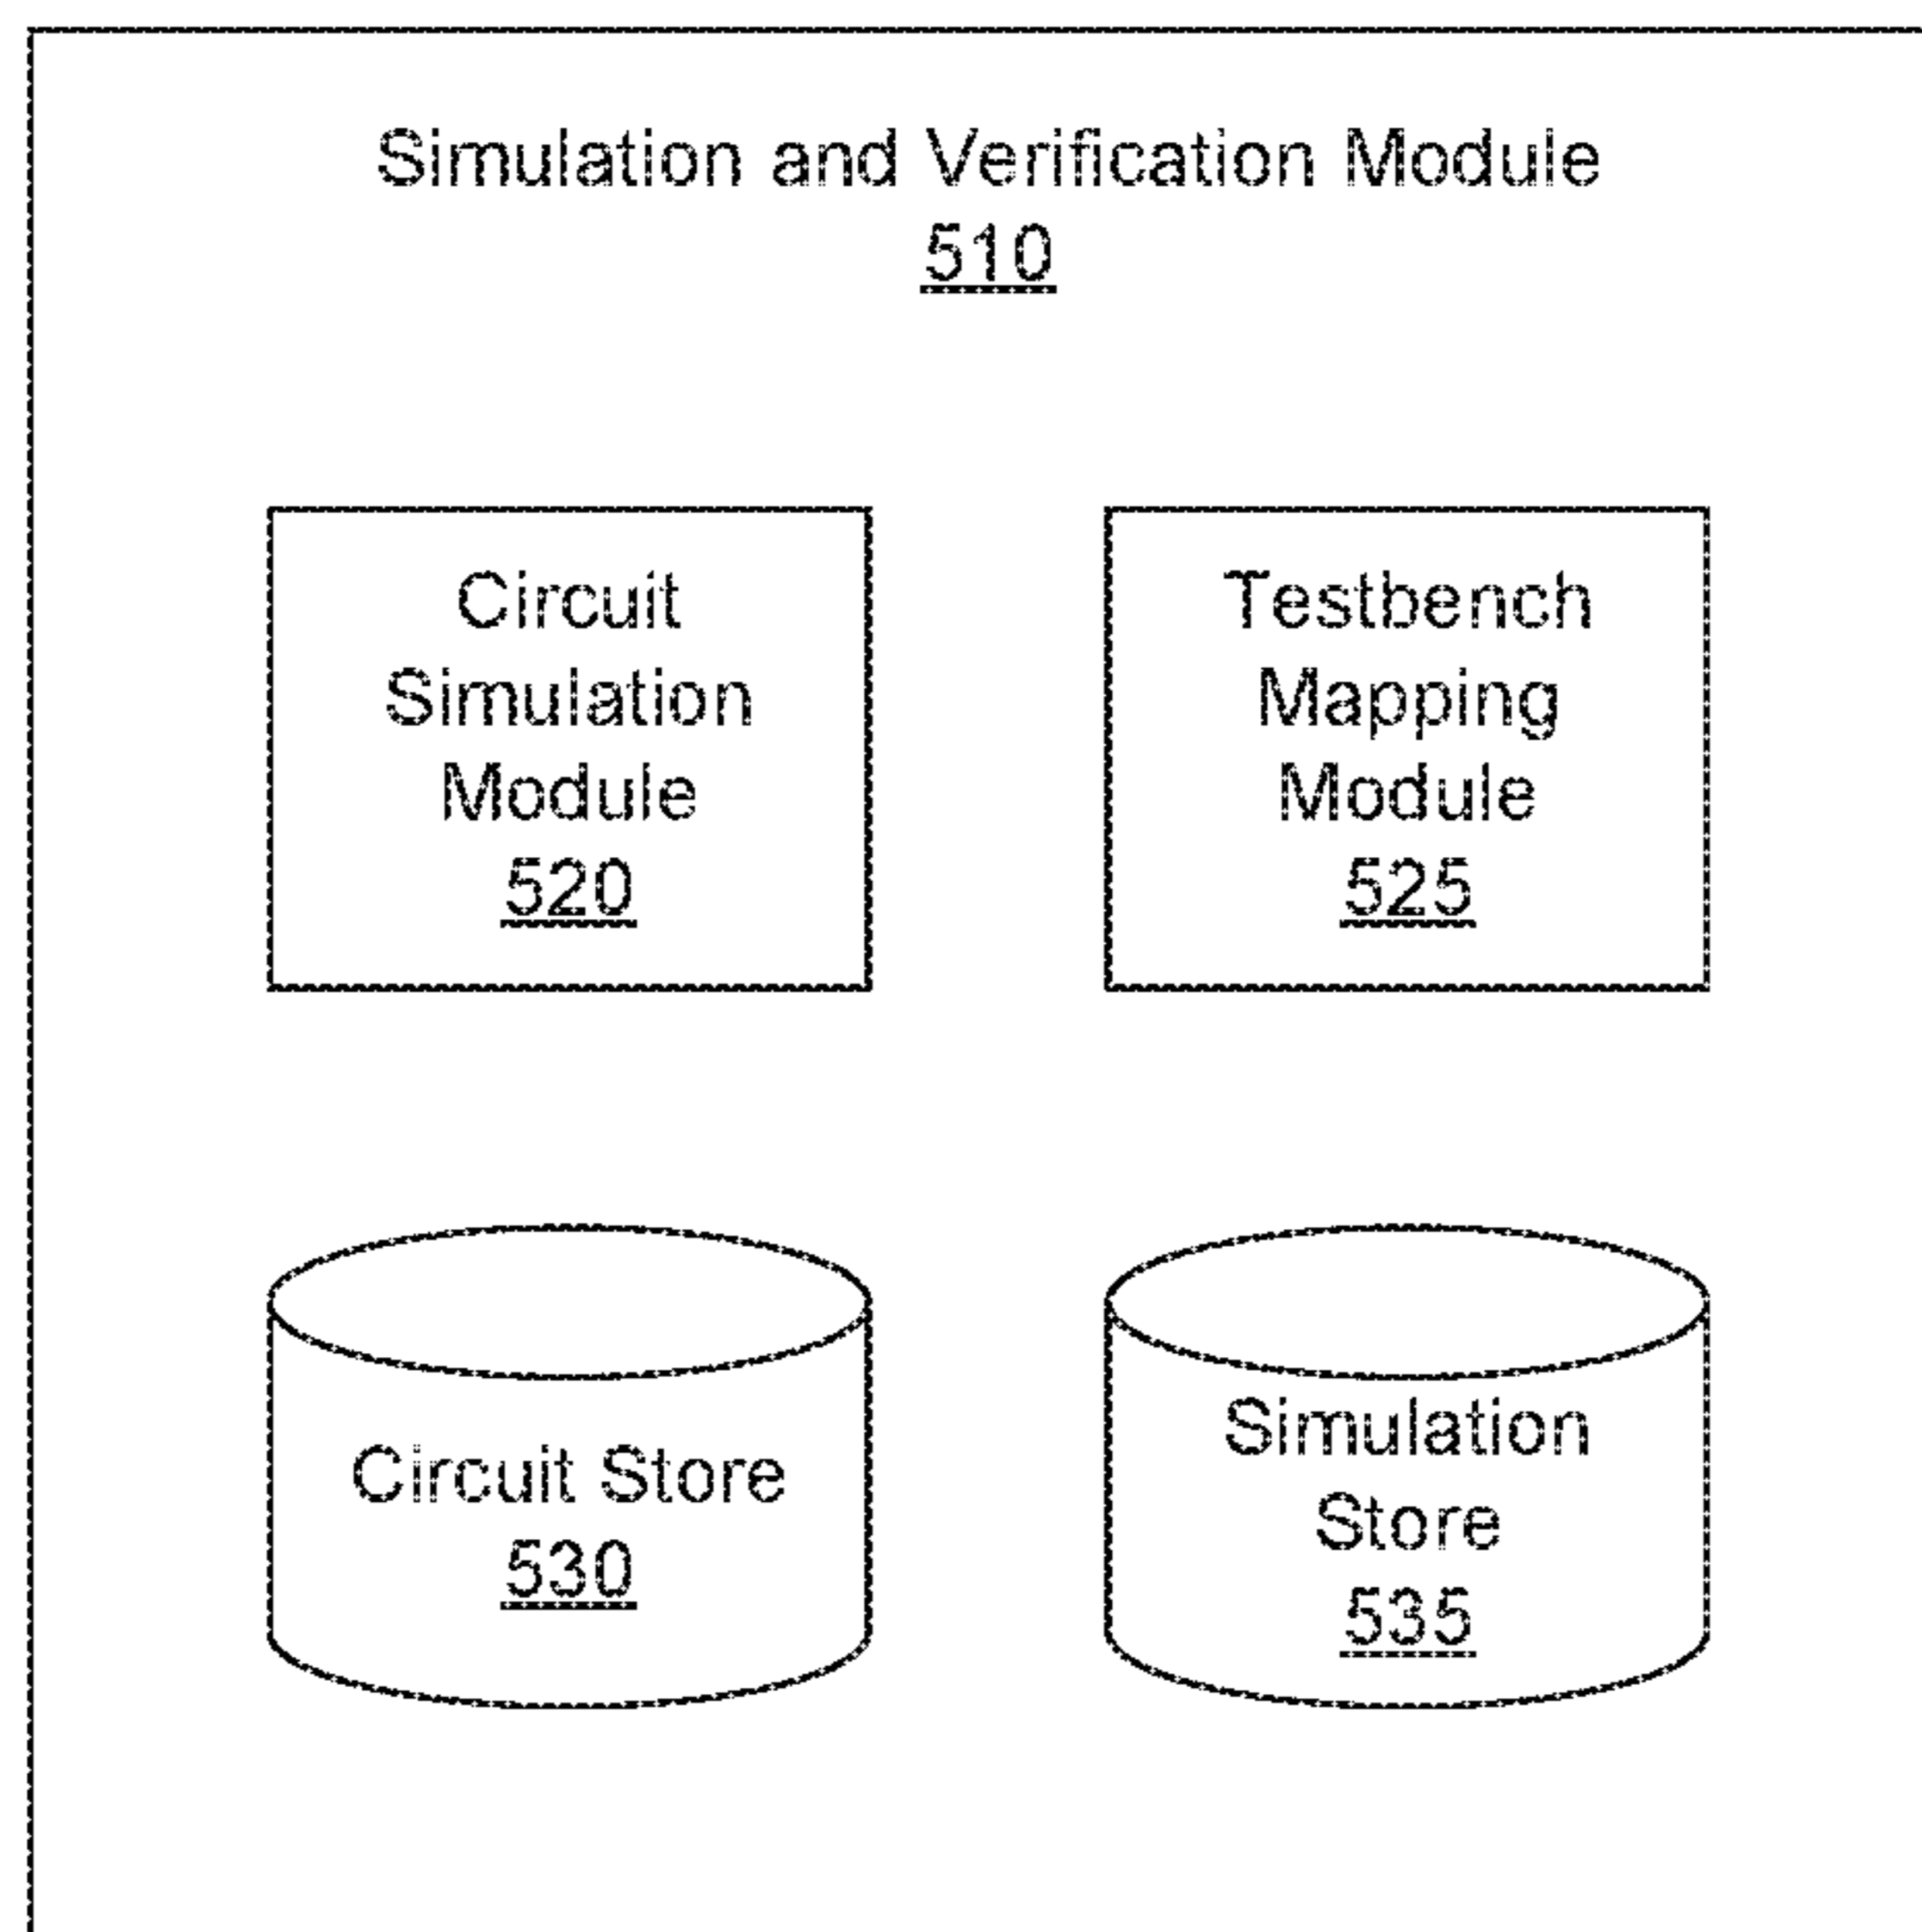 Simulation and Verification Module
510
Circuit
Simulation
Module
520
Testbench
Mapping
Module
525
Circuit Store
530
Simulation
Store
535